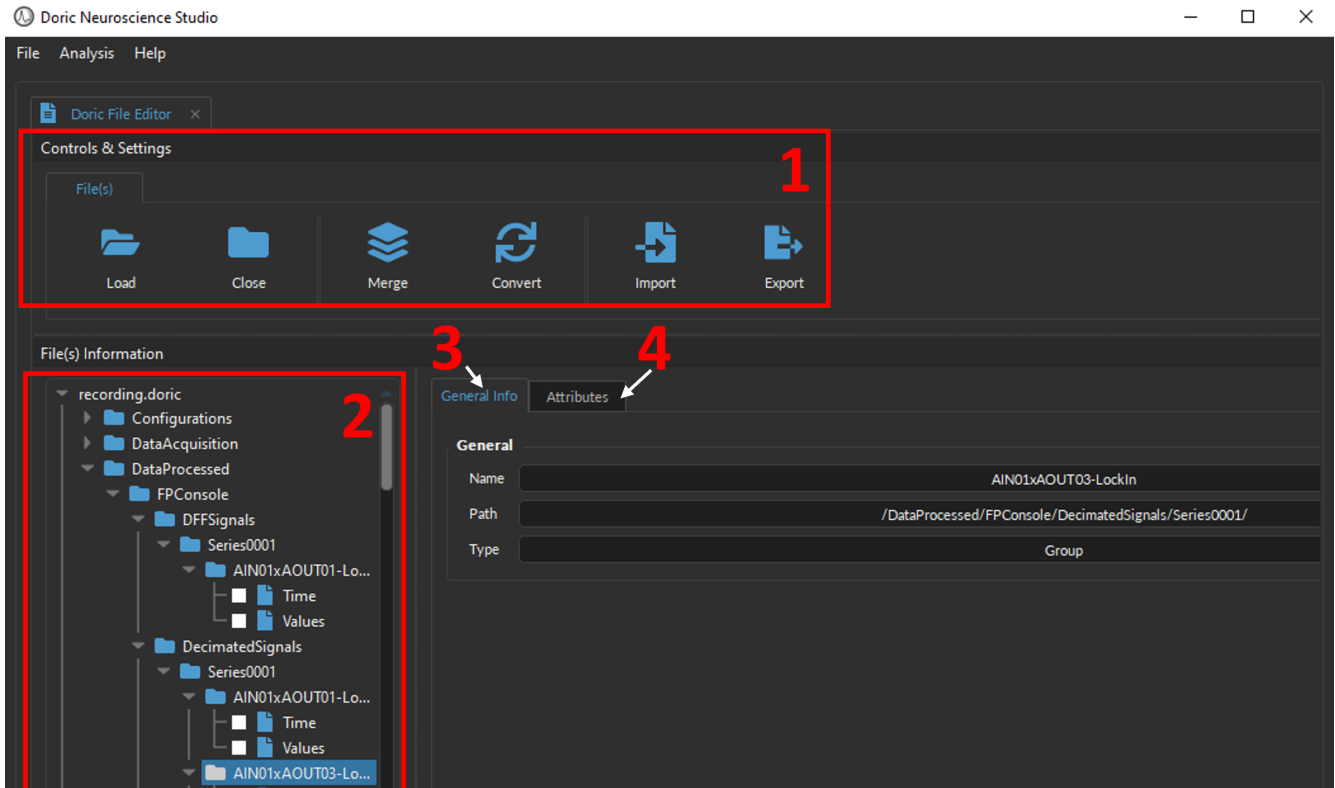 Doric Neuroscience Studio
File Analysis Help
Doric File Editor
Controls & Settings
1
File(s)
Load Close Merge Convert Import Export
File(s) Information
3 4
2
recording.doric
Configurations
DataAcquisition
DataProcessed
FPConsole
DFFSignals
Series0001
AIN01xAOUT01-Lo...
Time
Values
DecimatedSignals
Series0001
AIN01xAOUT01-Lo...
Time
Values
AIN01xAOUT03-Lo...
General Info Attributes
General
Name AIN01xAOUT03-LockIn
Path /DataProcessed/FPConsole/DecimatedSignals/Series0001/
Type Group